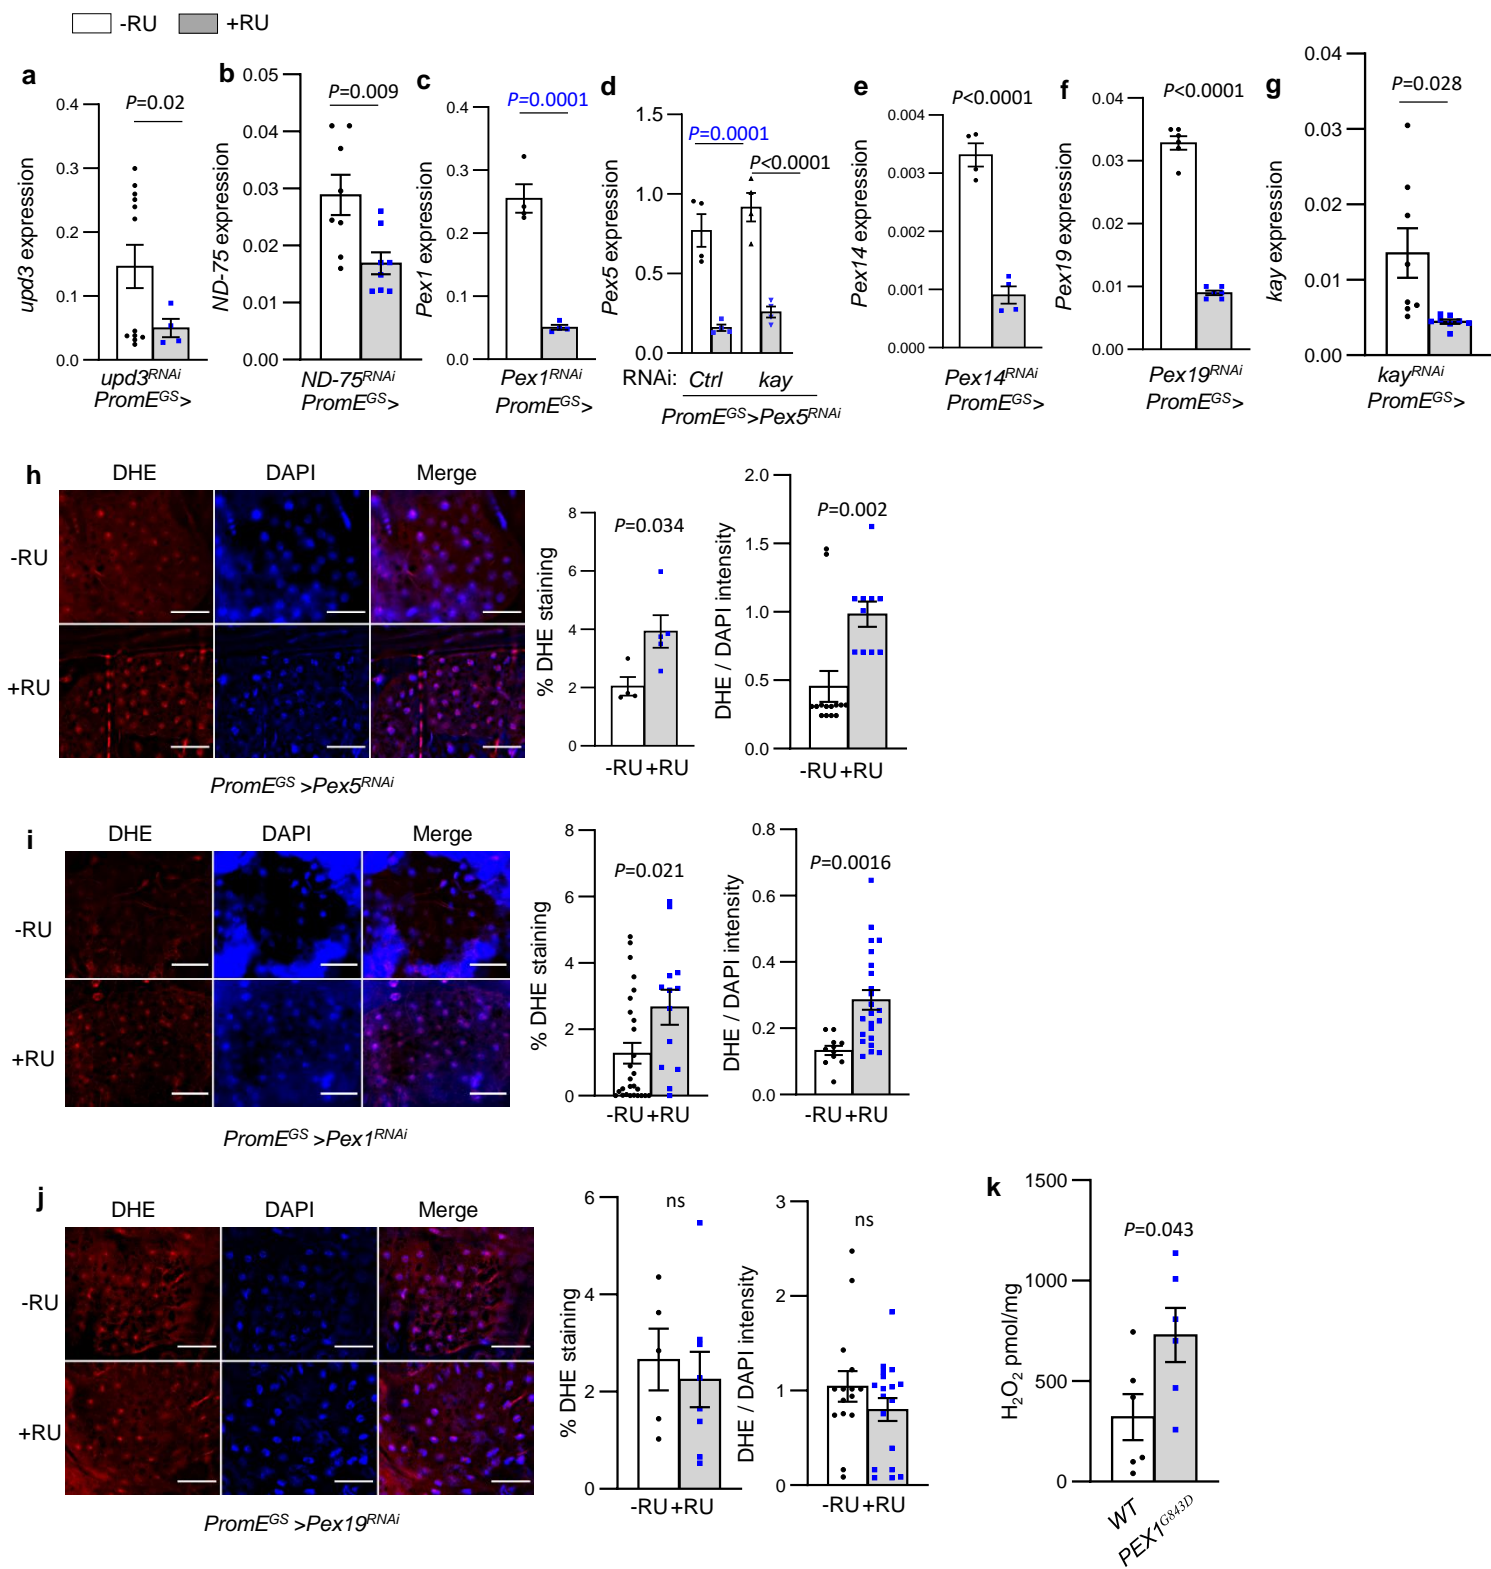 -RU +RU
a
upd3 expression
0.4
0.3
0.2
0.1
0.0
P=0.02
upd3RNAi
PromEGS>
b
ND-75 expression
0.05
0.04
0.03
0.02
0.01
0.00
P=0.009
ND-75RNAi
PromEGS>
c
Pex1 expression
0.4
0.3
0.2
0.1
0.0
P=0.0001
Pex1RNAi
PromEGS>
d
Pex5 expression
1.5
1.0
0.5
0.0
P=0.0001
P<0.0001
RNAi: Ctrl kay
PromEGS>Pex5RNAi
e
Pex14 expression
0.004
0.003
0.002
0.001
0.000
P<0.0001
Pex14RNAi
PromEGS>
f
Pex19 expression
0.04
0.03
0.02
0.01
0.00
P<0.0001
Pex19RNAi
PromEGS>
g
kay expression
0.04
0.03
0.02
0.01
0.00
P=0.028
kayRNAi
PromEGS>
h
DHE DAPI Merge
-RU
+RU
PromEGS >Pex5RNAi
% DHE staining
8
6
4
2
0
P=0.034
-RU +RU
DHE / DAPI intensity
2.0
1.5
1.0
0.5
0.0
P=0.002
-RU +RU
i
DHE DAPI Merge
-RU
+RU
PromEGS >Pex1RNAi
% DHE staining
8
6
4
2
0
P=0.021
-RU +RU
DHE / DAPI intensity
0.8
0.6
0.4
0.2
0.0
P=0.0016
-RU +RU
j
DHE DAPI Merge
-RU
+RU
PromEGS >Pex19RNAi
% DHE staining
6
4
2
0
ns
-RU +RU
DHE / DAPI intensity
3
2
1
0
ns
-RU +RU
k
H2O2 pmol/mg
1500
1000
500
0
P=0.043
WT
PEX1G843D